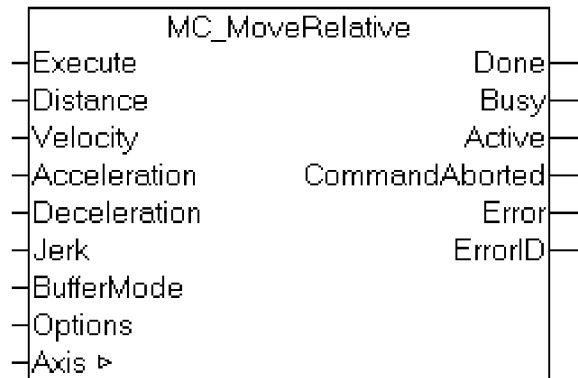 MC_MoveRelative
Execute Done
Distance Busy
Velocity Active
Acceleration CommandAborted
Deceleration Error
Jerk ErrorID
BufferMode
Options
Axis ▹